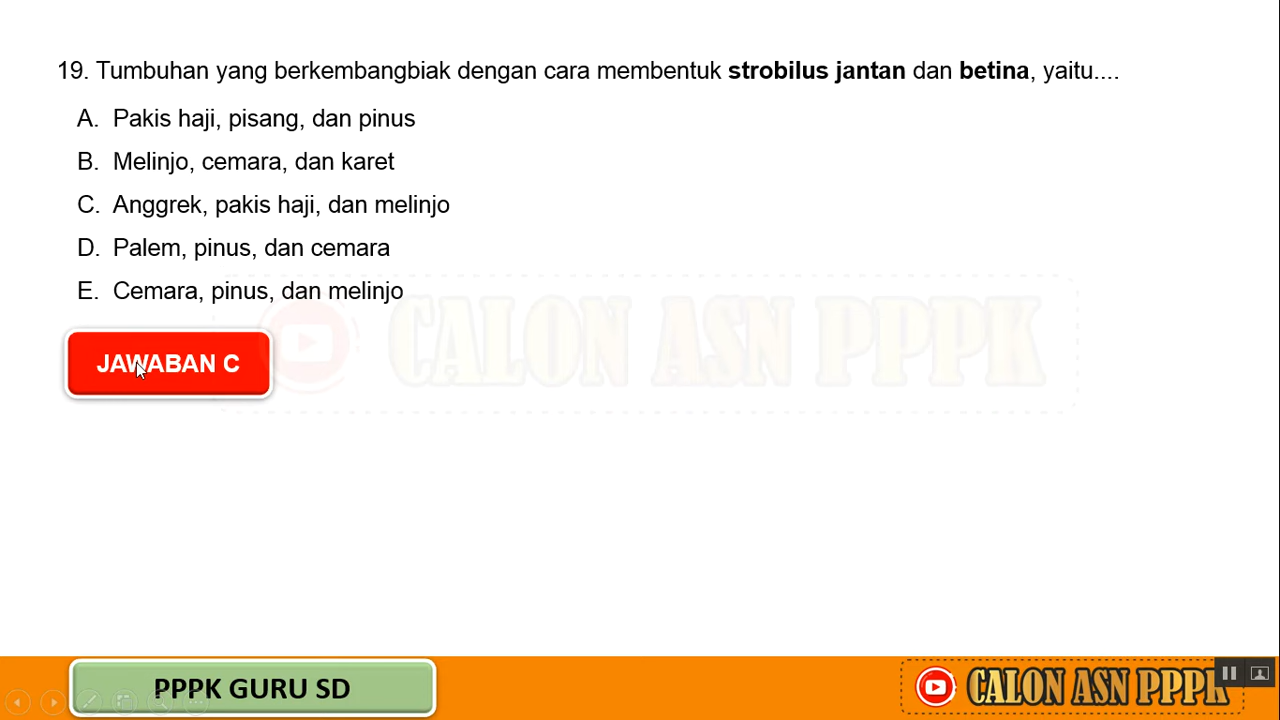 19. Tumbuhan yang berkembangbiak dengan cara membentuk strobilus jantan dan betina, yaitu....
A. Pakis haji, pisang, dan pinus
B. Melinjo, cemara, dan karet
C. Anggrek, pakis haji, dan melinjo
D. Palem, pinus, dan cemara
E. Cemara, pinus, dan melinjo
CALON ASN PPPK
JAWABAN C
PPPK GURU SD
CALON ASN PPPK